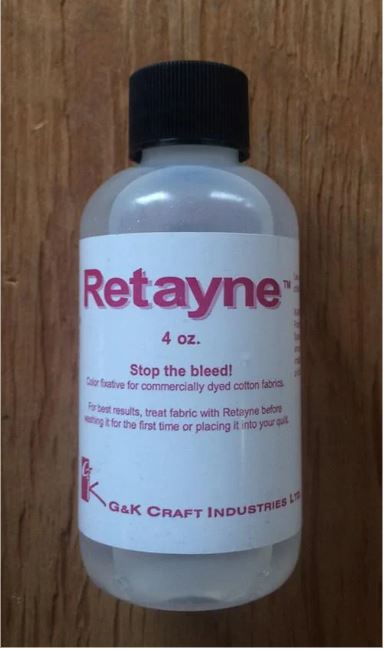 Retayne™
4 oz.
Stop the bleed!
Color fixative for commercially dyed cotton fabrics.
For best results, treat fabric with Retayne before
washing it for the first time or placing it into your quilt.
G&K CRAFT INDUSTRIES LTD.